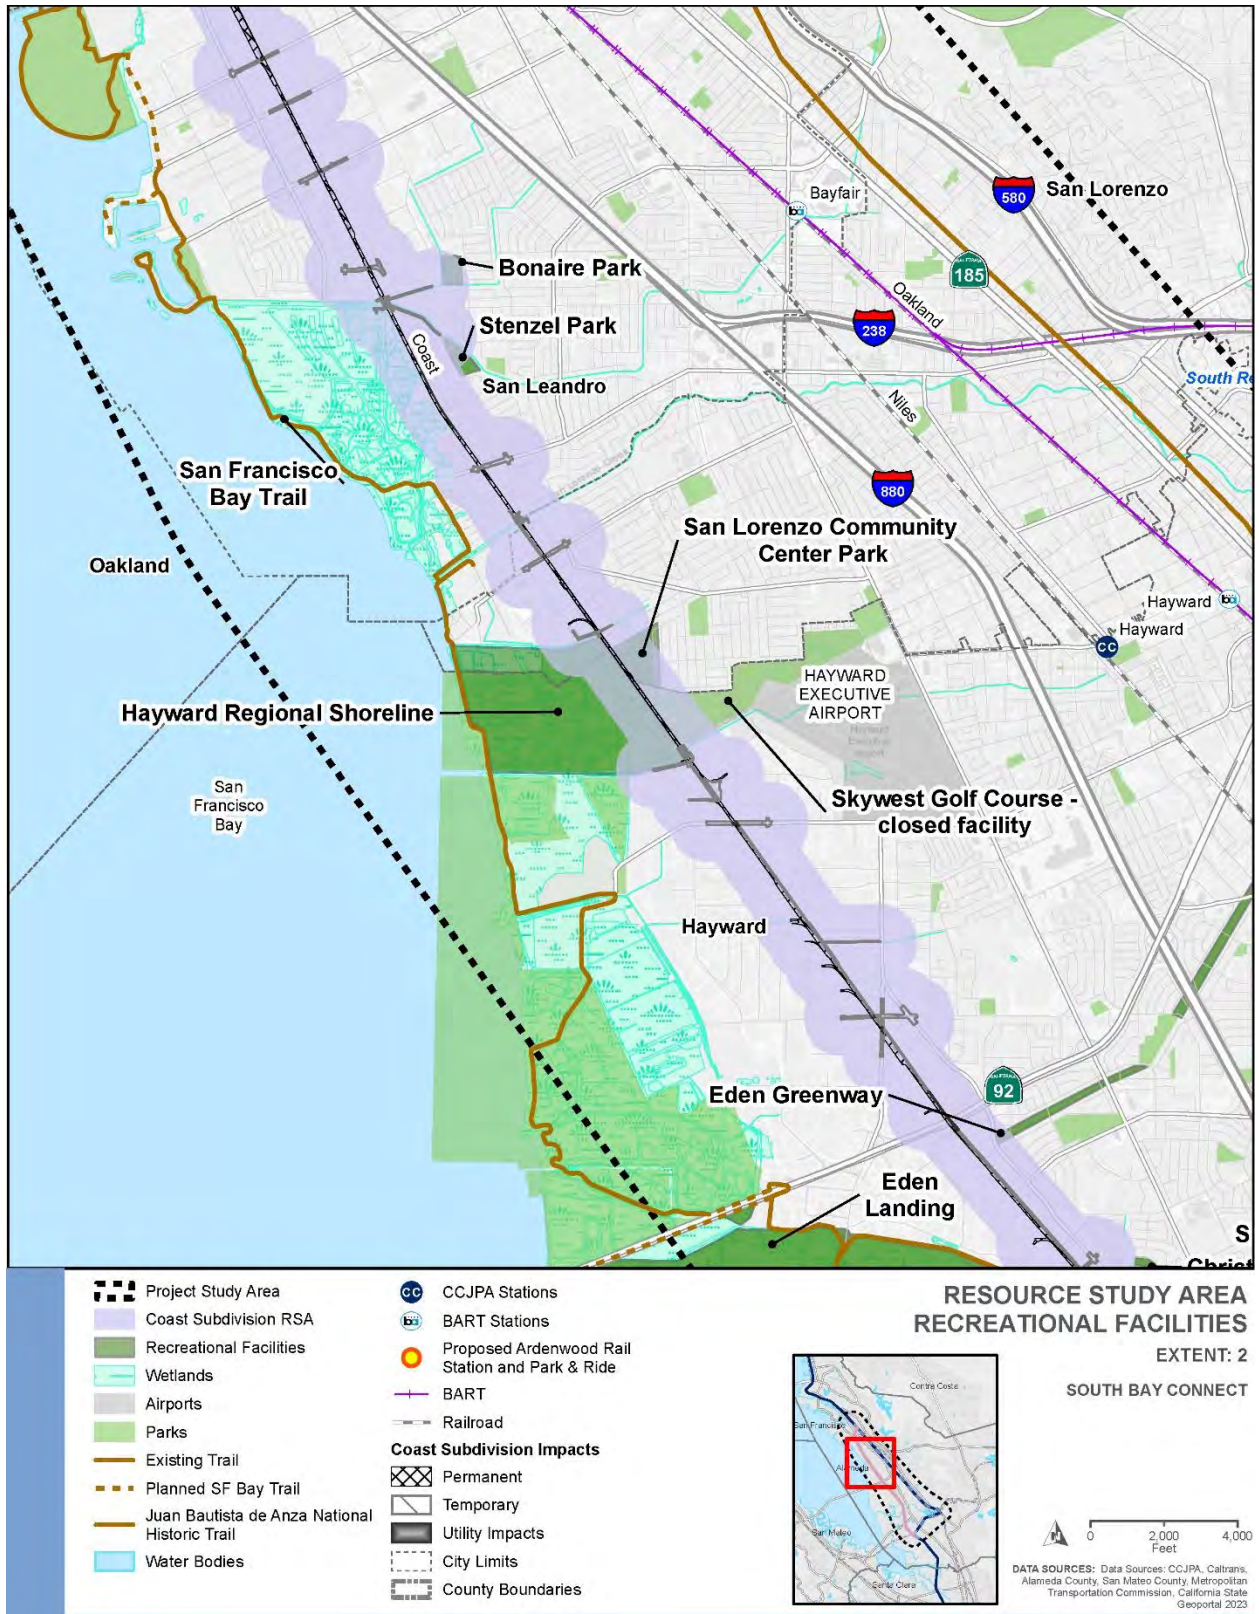 San Lorenzo
580
Bayfair
185
Bonaire Park
Oakland
Stenzel Park
238
Coast
San Leandro
South Re
Niles
San Francisco
Bay Trail
880
San Lorenzo Community
Center Park
Oakland
Hayward
Hayward
CC
HAYWARD
EXECUTIVE
AIRPORT
Hayward
Executive
Airport
Hayward Regional Shoreline
San
Francisco
Bay
Skywest Golf Course -
closed facility
Hayward
92
Eden Greenway
Eden
Landing
S
Christ
Project Study Area
Coast Subdivision RSA
Recreational Facilities
Wetlands
Airports
Parks
Existing Trail
Planned SF Bay Trail
Juan Bautista de Anza National
Historic Trail
Water Bodies
CC
CCJPA Stations
BART Stations
Proposed Ardenwood Rail
Station and Park & Ride
BART
Railroad
Coast Subdivision Impacts
Permanent
Temporary
Utility Impacts
City Limits
County Boundaries
RESOURCE STUDY AREA
RECREATIONAL FACILITIES
EXTENT: 2
SOUTH BAY CONNECT
Contra Costa
San Francisco
Alameda
San Mateo
Santa Clara
0 2,000 4,000
Feet
DATA SOURCES: Data Sources: CCJPA, Caltrans,
Alameda County, San Mateo County, Metropolitan
Transportation Commission, California State
Geoportal 2023